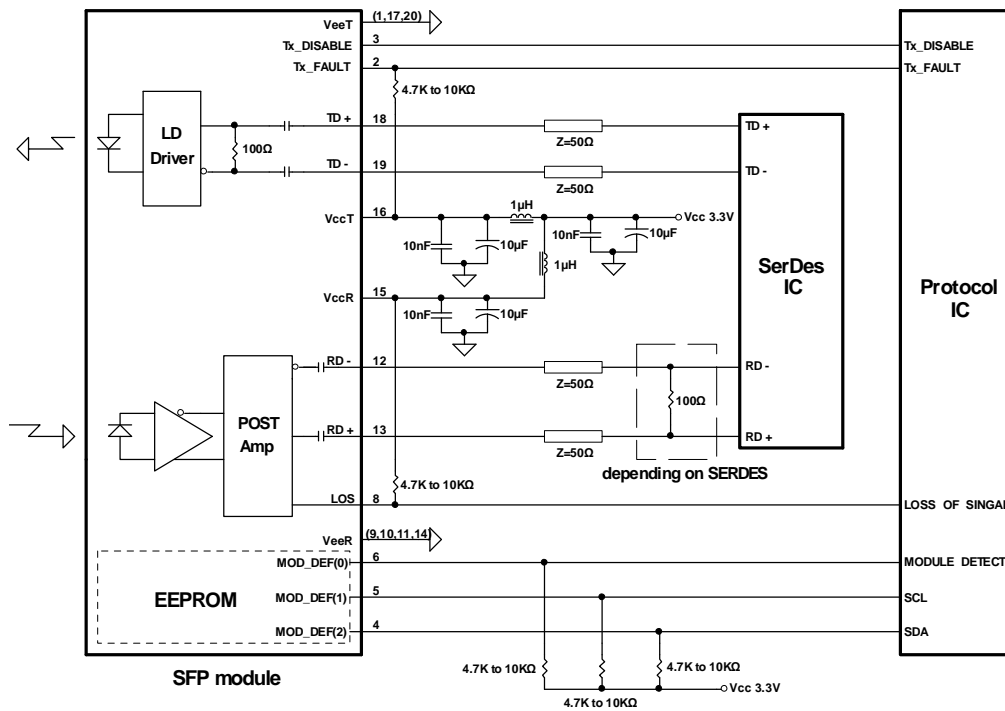 VeeT
(1,17,20)
Tx_DISABLE
3
Tx_DISABLE
Tx_FAULT
2
Tx_FAULT
4.7K to 10KΩ
LD
Driver
100Ω
TD +
18
Z=50Ω
TD +
TD -
19
Z=50Ω
TD -
VccT
16
1μH
Vcc 3.3V
10nF
10μF
10nF
10μF
1μH
SerDes
IC
Protocol
IC
VccR
15
10nF
10μF
RD -
12
Z=50Ω
RD -
100Ω
POST
Amp
RD +
13
Z=50Ω
RD +
depending on SERDES
4.7K to 10KΩ
LOS
8
LOSS OF SINGAL
VeeR
(9,10,11,14)
MOD_DEF(0)
6
MODULE DETECT
EEPROM
MOD_DEF(1)
5
SCL
MOD_DEF(2)
4
SDA
4.7K to 10KΩ
4.7K to 10KΩ
4.7K to 10KΩ
Vcc 3.3V
SFP module